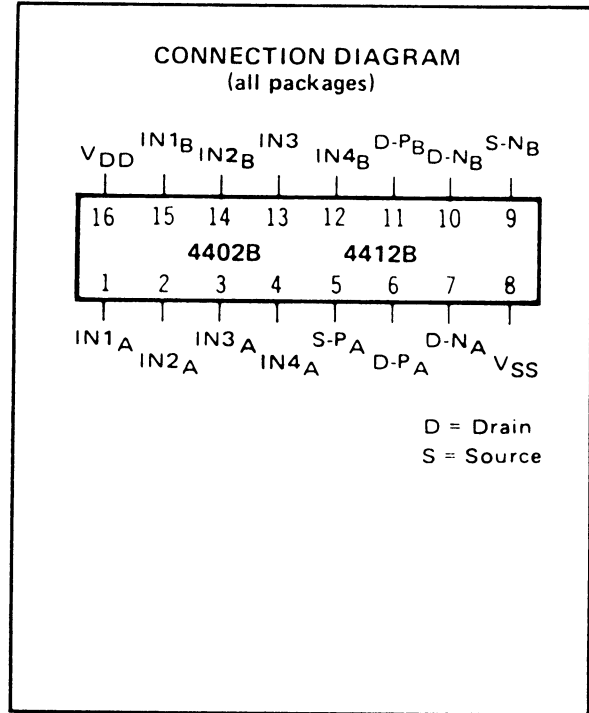 CONNECTION DIAGRAM
(all packages)
VDD IN1B IN2B IN3 IN4B D-PB D-NB S-NB
16 15 14 13 12 11 10 9
4402B 4412B
1 2 3 4 5 6 7 8
IN1A IN2A IN3A IN4A S-PA D-PA D-NA VSS
D = Drain
S = Source